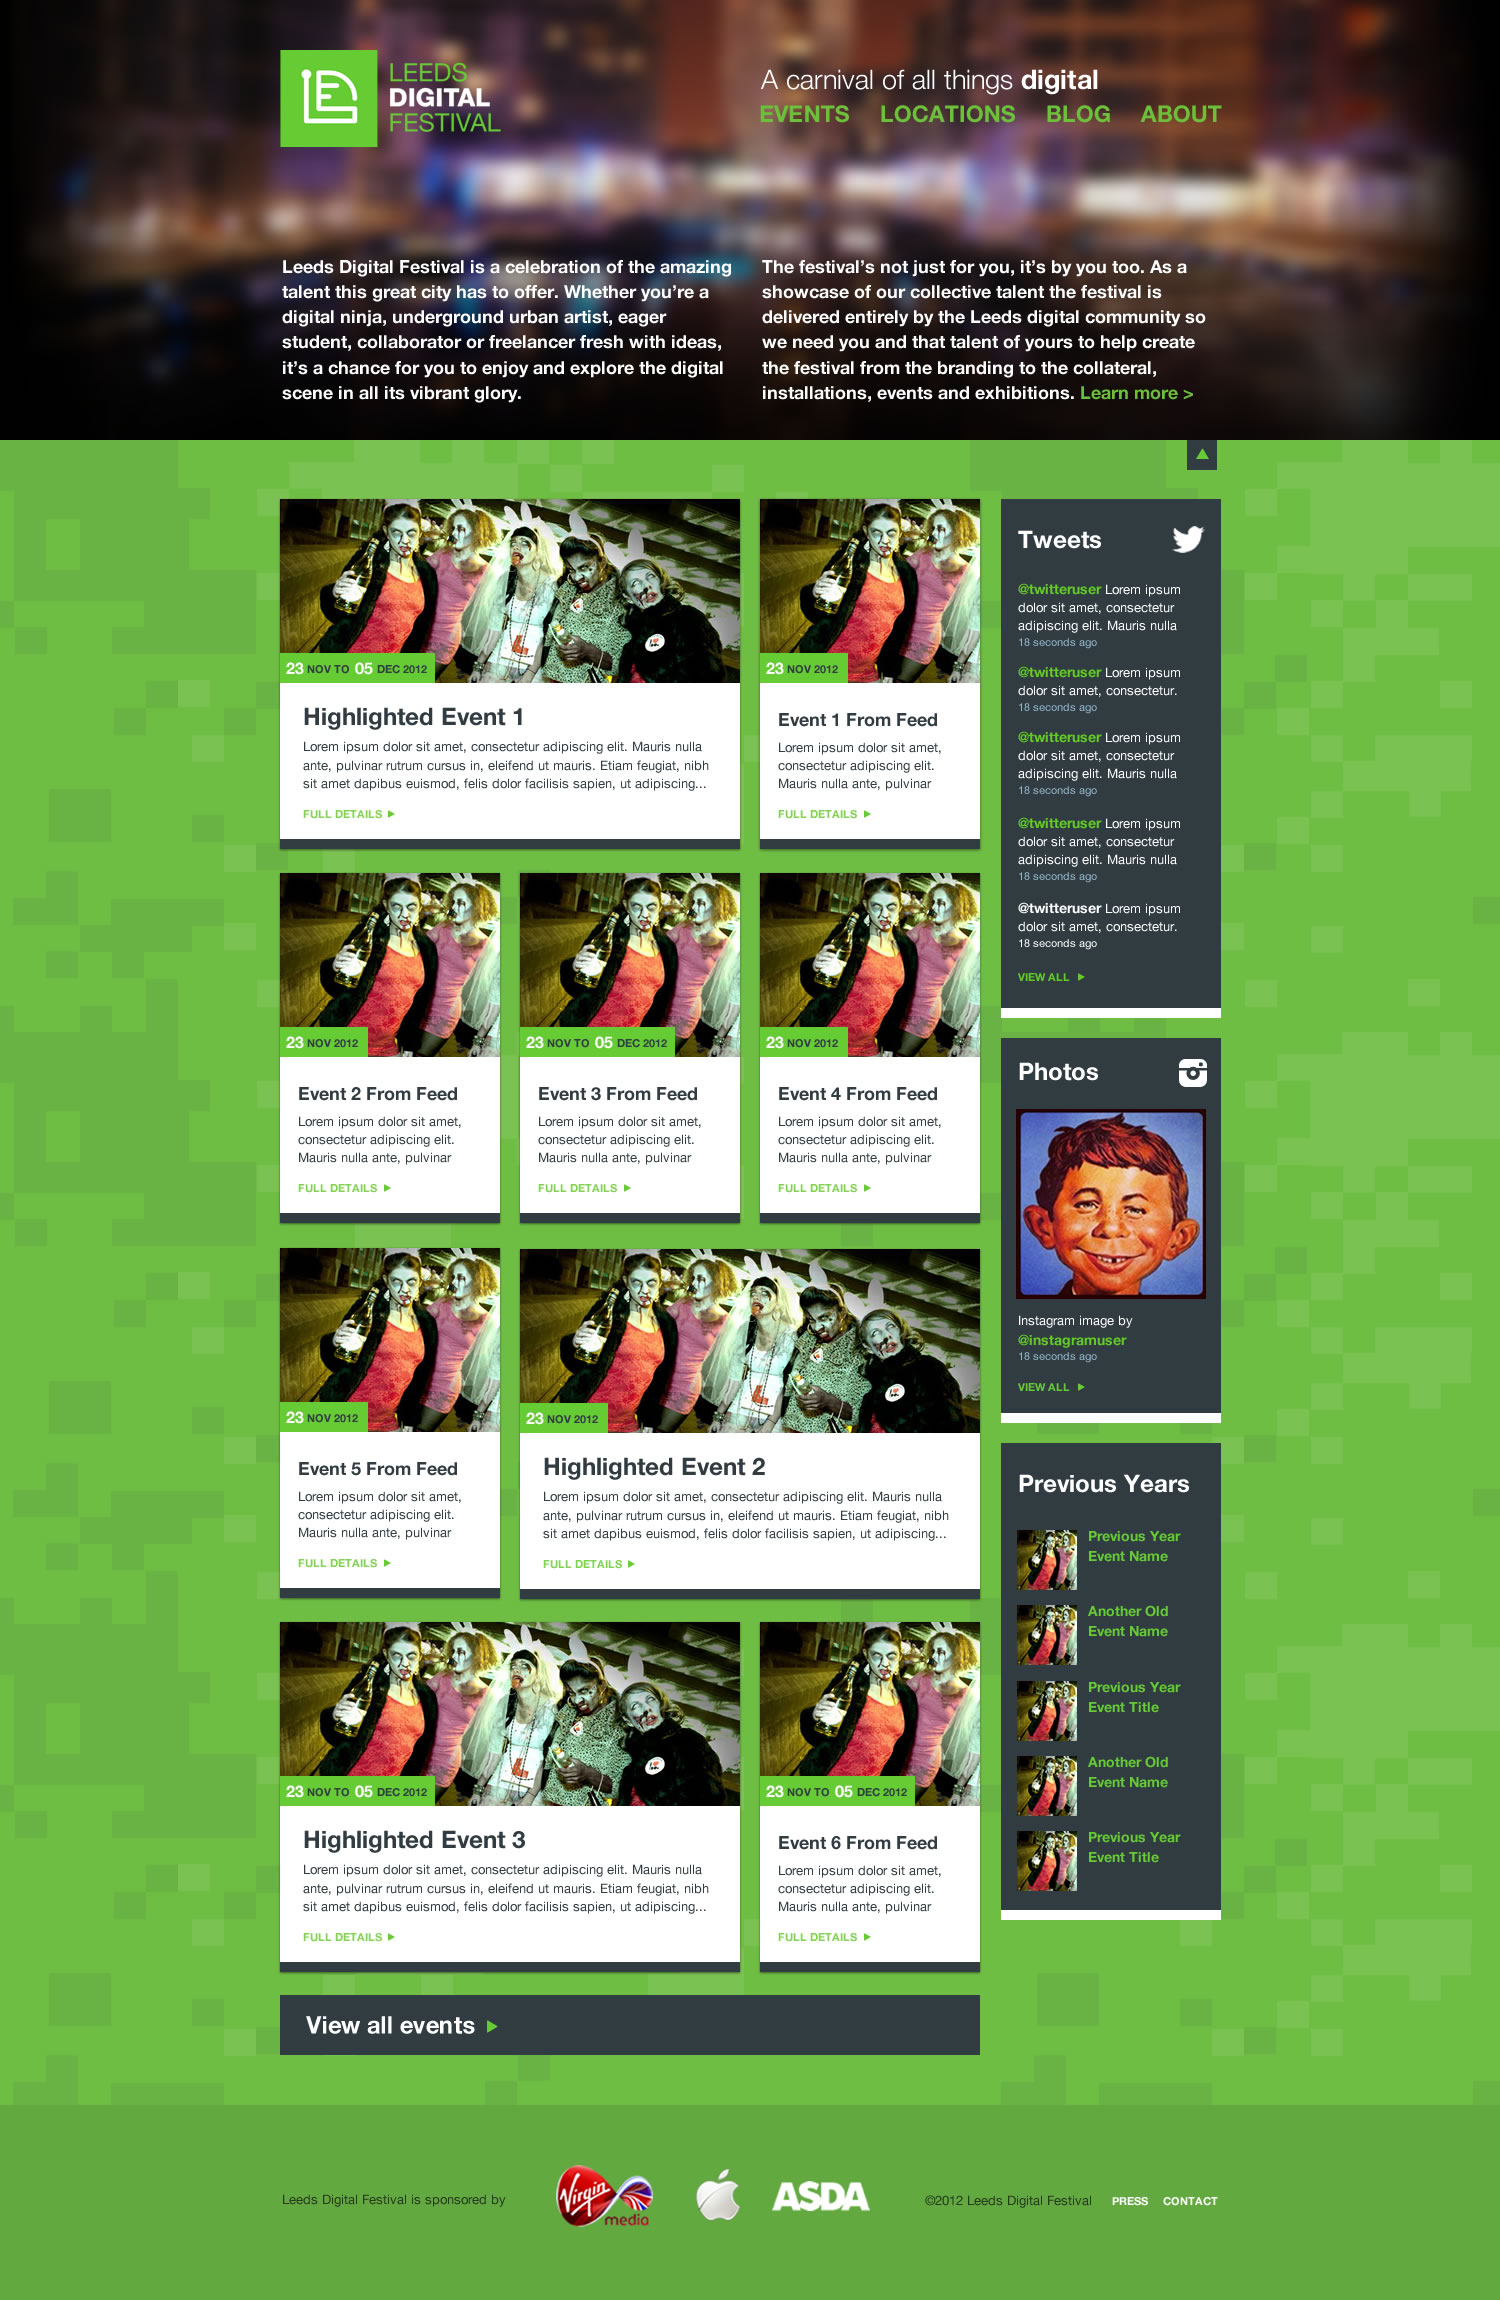 LEEDS
DIGITAL
FESTIVAL
A carnival of all things digital
EVENTS LOCATIONS BLOG ABOUT
Leeds Digital Festival is a celebration of the amazing
talent this great city has to offer. Whether you’re a
digital ninja, underground urban artist, eager
student, collaborator or freelancer fresh with ideas,
it’s a chance for you to enjoy and explore the digital
scene in all its vibrant glory.
The festival’s not just for you, it’s by you too. As a
showcase of our collective talent the festival is
delivered entirely by the Leeds digital community so
we need you and that talent of yours to help create
the festival from the branding to the collateral,
installations, events and exhibitions. Learn more >
23 NOV TO 05 DEC 2012
Highlighted Event 1
Lorem ipsum dolor sit amet, consectetur adipiscing elit. Mauris nulla
ante, pulvinar rutrum cursus in, eleifend ut mauris. Etiam feugiat, nibh
sit amet dapibus euismod, felis dolor facilisis sapien, ut adipiscing...
FULL DETAILS
23 NOV 2012
Event 1 From Feed
Lorem ipsum dolor sit amet,
consectetur adipiscing elit.
Mauris nulla ante, pulvinar
FULL DETAILS
23 NOV 2012
Event 2 From Feed
Lorem ipsum dolor sit amet,
consectetur adipiscing elit.
Mauris nulla ante, pulvinar
FULL DETAILS
23 NOV TO 05 DEC 2012
Event 3 From Feed
Lorem ipsum dolor sit amet,
consectetur adipiscing elit.
Mauris nulla ante, pulvinar
FULL DETAILS
23 NOV 2012
Event 4 From Feed
Lorem ipsum dolor sit amet,
consectetur adipiscing elit.
Mauris nulla ante, pulvinar
FULL DETAILS
23 NOV 2012
Event 5 From Feed
Lorem ipsum dolor sit amet,
consectetur adipiscing elit.
Mauris nulla ante, pulvinar
FULL DETAILS
23 NOV 2012
Highlighted Event 2
Lorem ipsum dolor sit amet, consectetur adipiscing elit. Mauris nulla
ante, pulvinar rutrum cursus in, eleifend ut mauris. Etiam feugiat, nibh
sit amet dapibus euismod, felis dolor facilisis sapien, ut adipiscing...
FULL DETAILS
23 NOV TO 05 DEC 2012
Highlighted Event 3
Lorem ipsum dolor sit amet, consectetur adipiscing elit. Mauris nulla
ante, pulvinar rutrum cursus in, eleifend ut mauris. Etiam feugiat, nibh
sit amet dapibus euismod, felis dolor facilisis sapien, ut adipiscing...
FULL DETAILS
23 NOV TO 05 DEC 2012
Event 6 From Feed
Lorem ipsum dolor sit amet,
consectetur adipiscing elit.
Mauris nulla ante, pulvinar
FULL DETAILS
View all events
Tweets
@twitteruser Lorem ipsum
dolor sit amet, consectetur
adipiscing elit. Mauris nulla
18 seconds ago
@twitteruser Lorem ipsum
dolor sit amet, consectetur.
18 seconds ago
@twitteruser Lorem ipsum
dolor sit amet, consectetur
adipiscing elit. Mauris nulla
18 seconds ago
@twitteruser Lorem ipsum
dolor sit amet, consectetur
adipiscing elit. Mauris nulla
18 seconds ago
@twitteruser Lorem ipsum
dolor sit amet, consectetur.
18 seconds ago
VIEW ALL
Photos
Instagram image by
@instagramuser
18 seconds ago
VIEW ALL
Previous Years
Previous Year
Event Name
Another Old
Event Name
Previous Year
Event Title
Another Old
Event Name
Previous Year
Event Title
Leeds Digital Festival is sponsored by
Virgin
media
ASDA
©2012 Leeds Digital Festival PRESS CONTACT